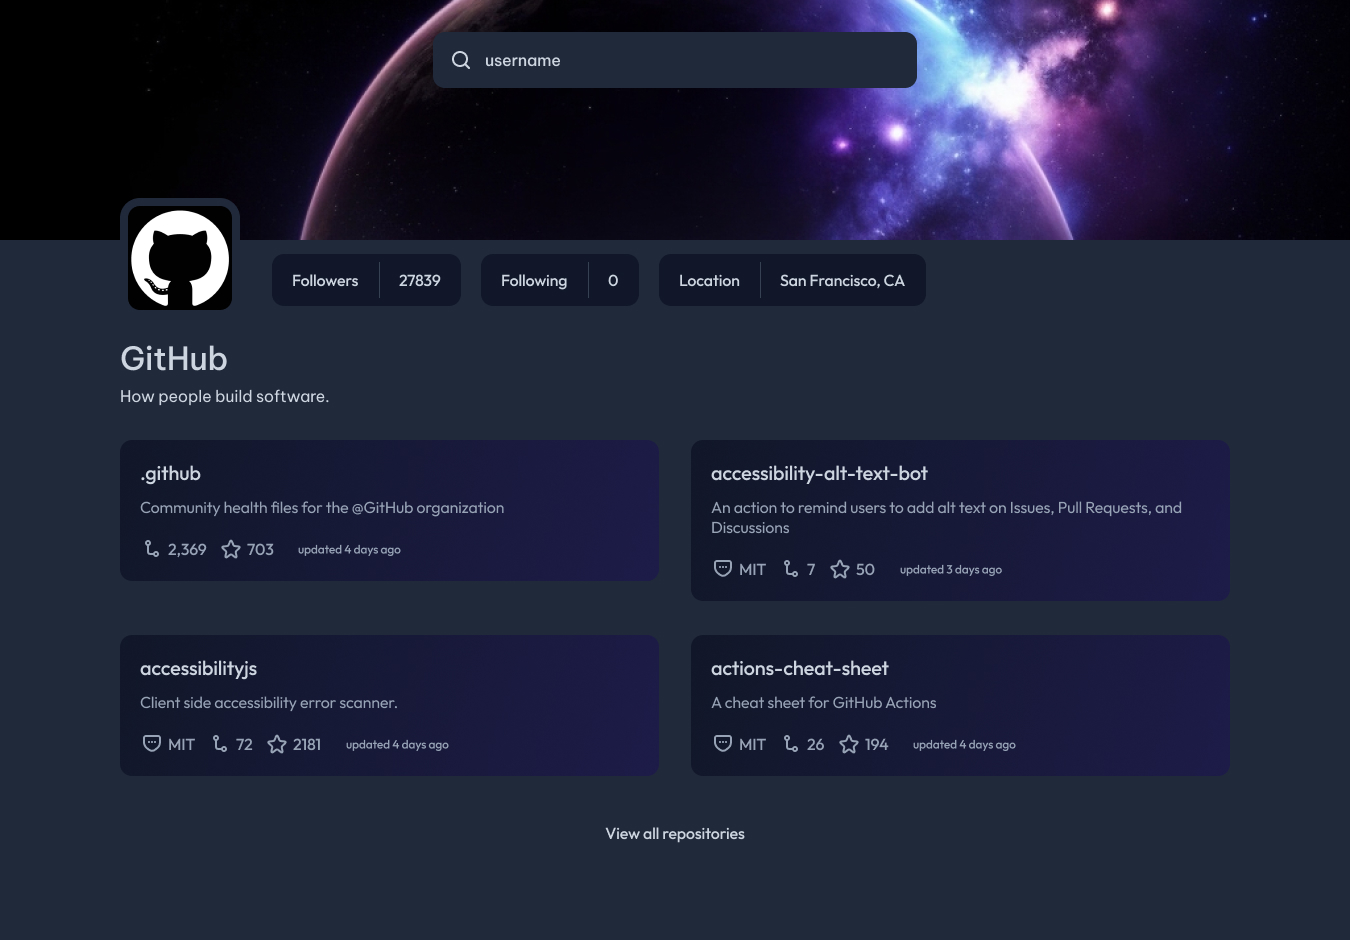 username
Followers 27839 Following 0 Location San Francisco, CA
GitHub
How people build software.
.github
Community health files for the @GitHub organization
2,369 703 updated 4 days ago
accessibility-alt-text-bot
An action to remind users to add alt text on Issues, Pull Requests, and
Discussions
MIT 7 50 updated 3 days ago
accessibilityjs
Client side accessibility error scanner.
MIT 72 2181 updated 4 days ago
actions-cheat-sheet
A cheat sheet for GitHub Actions
MIT 26 194 updated 4 days ago
View all repositories